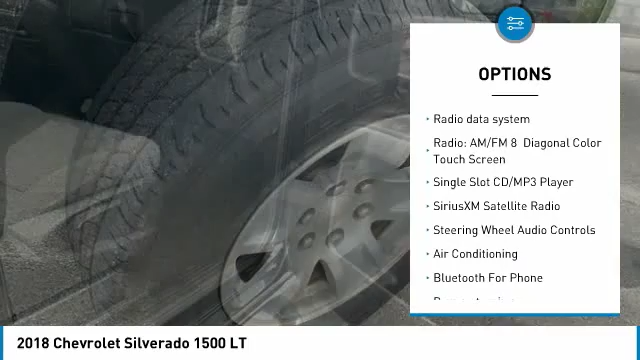 OPTIONS
Radio data system
Radio: AM/FM 8 Diagonal Color
Touch Screen
Single Slot CD/MP3 Player
SiriusXM Satellite Radio
Steering Wheel Audio Controls
Air Conditioning
Bluetooth For Phone
2018 Chevrolet Silverado 1500 LT